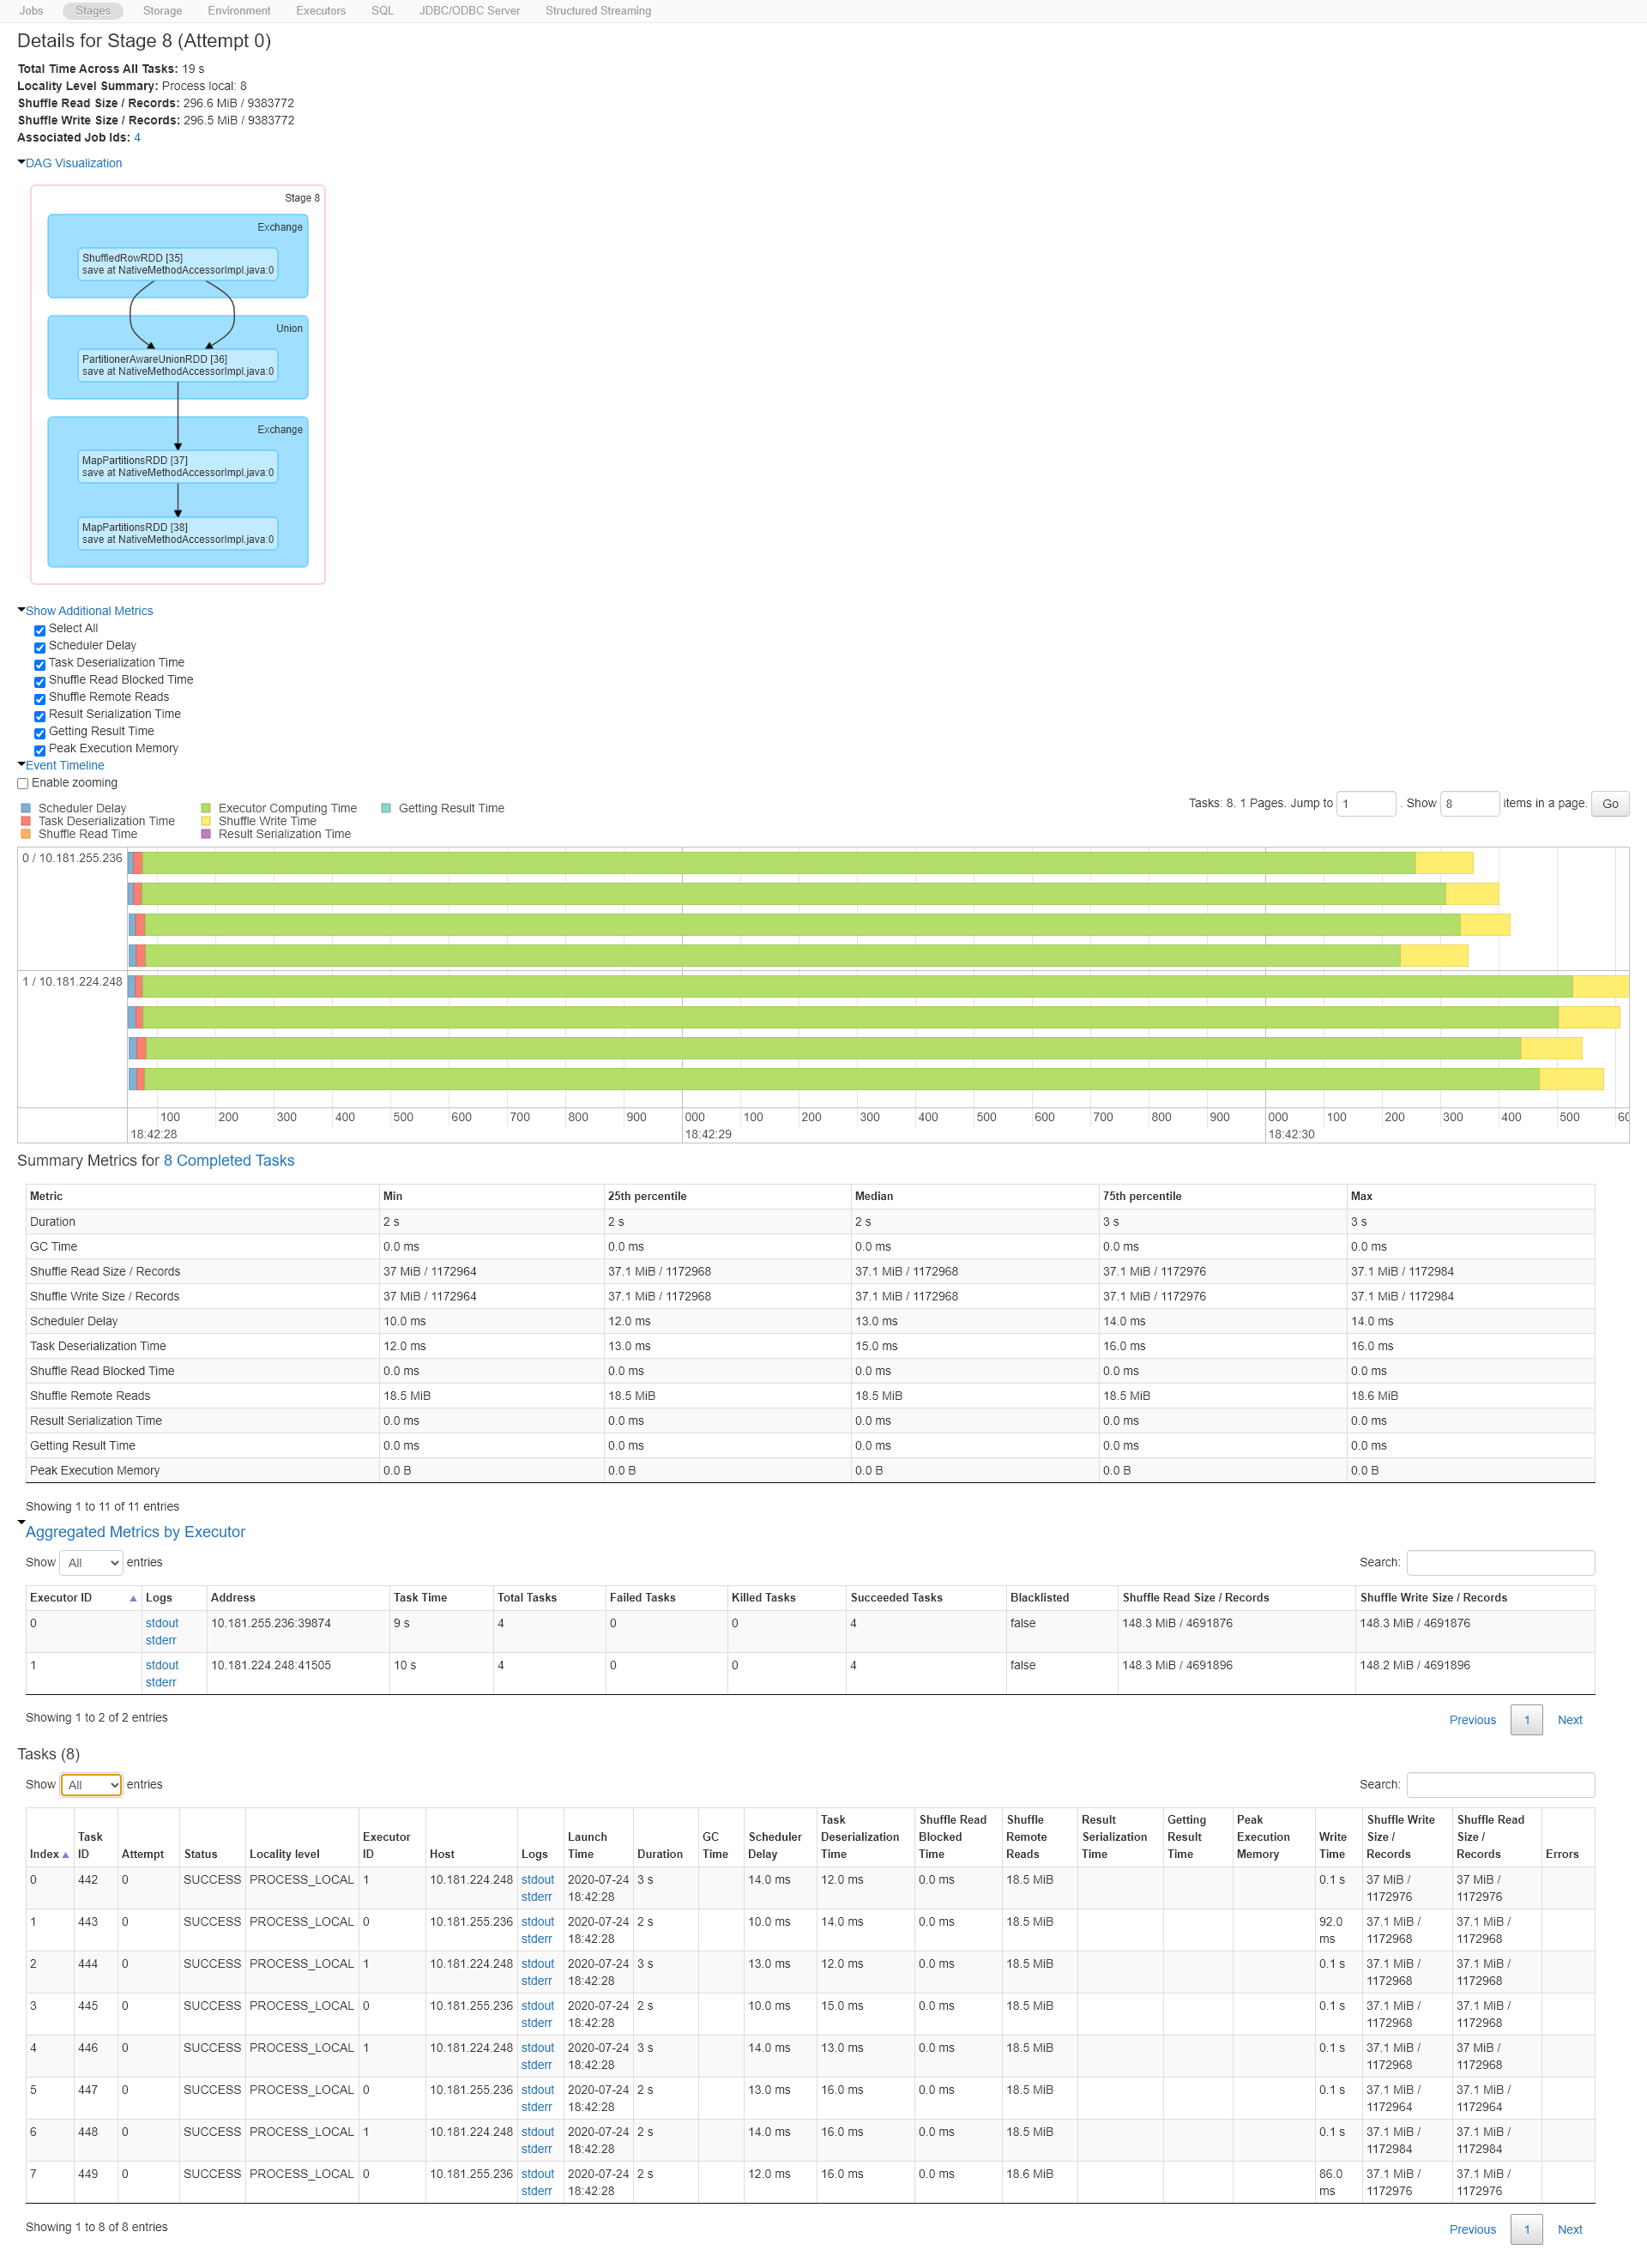 Jobs Stages Storage Environment Executors SQL JDBC/ODBC Server Structured Streaming
Details for Stage 8 (Attempt 0)
Total Time Across All Tasks: 19 s
Locality Level Summary: Process local: 8
Shuffle Read Size / Records: 296.6 MiB / 9383772
Shuffle Write Size / Records: 296.5 MiB / 9383772
Associated Job Ids: 4
DAG Visualization
Stage 8
Exchange
ShuffledRowRDD [35]
save at NativeMethodAccessorImpl.java:0
Union
PartitionerAwareUnionRDD [36]
save at NativeMethodAccessorImpl.java:0
Exchange
MapPartitionsRDD [37]
save at NativeMethodAccessorImpl.java:0
MapPartitionsRDD [38]
save at NativeMethodAccessorImpl.java:0
Show Additional Metrics
Select All
Scheduler Delay
Task Deserialization Time
Shuffle Read Blocked Time
Shuffle Remote Reads
Result Serialization Time
Getting Result Time
Peak Execution Memory
Event Timeline
Enable zooming
Tasks: 8. 1 Pages. Jump to 1 . Show 8 items in a page. Go
Scheduler Delay Executor Computing Time Getting Result Time
Task Deserialization Time Shuffle Write Time
Shuffle Read Time Result Serialization Time
0 / 10.181.255.236
1 / 10.181.224.248
100 200 300 400 500 600 700 800 900 000 100 200 300 400 500 600 700 800 900 000 100 200 300 400 500 60
18:42:28 18:42:29 18:42:30
Summary Metrics for 8 Completed Tasks
Metric Min 25th percentile Median 75th percentile Max
Duration 2 s 2 s 2 s 3 s 3 s
GC Time 0.0 ms 0.0 ms 0.0 ms 0.0 ms 0.0 ms
Shuffle Read Size / Records 37 MiB / 1172964 37.1 MiB / 1172968 37.1 MiB / 1172968 37.1 MiB / 1172976 37.1 MiB / 1172984
Shuffle Write Size / Records 37 MiB / 1172964 37.1 MiB / 1172968 37.1 MiB / 1172968 37.1 MiB / 1172976 37.1 MiB / 1172984
Scheduler Delay 10.0 ms 12.0 ms 13.0 ms 14.0 ms 14.0 ms
Task Deserialization Time 12.0 ms 13.0 ms 15.0 ms 16.0 ms 16.0 ms
Shuffle Read Blocked Time 0.0 ms 0.0 ms 0.0 ms 0.0 ms 0.0 ms
Shuffle Remote Reads 18.5 MiB 18.5 MiB 18.5 MiB 18.5 MiB 18.6 MiB
Result Serialization Time 0.0 ms 0.0 ms 0.0 ms 0.0 ms 0.0 ms
Getting Result Time 0.0 ms 0.0 ms 0.0 ms 0.0 ms 0.0 ms
Peak Execution Memory 0.0 B 0.0 B 0.0 B 0.0 B 0.0 B
Showing 1 to 11 of 11 entries
Aggregated Metrics by Executor
Show All entries Search:
Executor ID Logs Address Task Time Total Tasks Failed Tasks Killed Tasks Succeeded Tasks Blacklisted Shuffle Read Size / Records Shuffle Write Size / Records
0 stdout 10.181.255.236:39874 9 s 4 0 0 4 false 148.3 MiB / 4691876 148.3 MiB / 4691876
stderr
1 stdout 10.181.224.248:41505 10 s 4 0 0 4 false 148.3 MiB / 4691896 148.2 MiB / 4691896
stderr
Showing 1 to 2 of 2 entries Previous 1 Next
Tasks (8)
Show All entries Search:
Task Executor Launch GC Scheduler Task Shuffle Read Shuffle Result Getting Peak Write Shuffle Write Shuffle Read
Index ID Attempt Status Locality level ID Host Logs Time Duration Time Delay Deserialization Time Blocked Time Remote Reads Serialization Time Result Time Execution Memory Time Size / Records Size / Records Errors
0 442 0 SUCCESS PROCESS_LOCAL 1 10.181.224.248 stdout 2020-07-24 3 s 14.0 ms 12.0 ms 0.0 ms 18.5 MiB 0.1 s 37 MiB / 37 MiB /
stderr 18:42:28 1172976 1172976
1 443 0 SUCCESS PROCESS_LOCAL 0 10.181.255.236 stdout 2020-07-24 2 s 10.0 ms 14.0 ms 0.0 ms 18.5 MiB 92.0 37.1 MiB / 37.1 MiB /
stderr 18:42:28 ms 1172968 1172968
2 444 0 SUCCESS PROCESS_LOCAL 1 10.181.224.248 stdout 2020-07-24 3 s 13.0 ms 12.0 ms 0.0 ms 18.5 MiB 0.1 s 37.1 MiB / 37.1 MiB /
stderr 18:42:28 1172968 1172968
3 445 0 SUCCESS PROCESS_LOCAL 0 10.181.255.236 stdout 2020-07-24 2 s 10.0 ms 15.0 ms 0.0 ms 18.5 MiB 0.1 s 37.1 MiB / 37.1 MiB /
stderr 18:42:28 1172968 1172968
4 446 0 SUCCESS PROCESS_LOCAL 1 10.181.224.248 stdout 2020-07-24 3 s 14.0 ms 13.0 ms 0.0 ms 18.5 MiB 0.1 s 37.1 MiB / 37 MiB /
stderr 18:42:28 1172968 1172968
5 447 0 SUCCESS PROCESS_LOCAL 0 10.181.255.236 stdout 2020-07-24 2 s 13.0 ms 16.0 ms 0.0 ms 18.5 MiB 0.1 s 37.1 MiB / 37.1 MiB /
stderr 18:42:28 1172964 1172964
6 448 0 SUCCESS PROCESS_LOCAL 1 10.181.224.248 stdout 2020-07-24 2 s 14.0 ms 16.0 ms 0.0 ms 18.5 MiB 0.1 s 37.1 MiB / 37.1 MiB /
stderr 18:42:28 1172984 1172984
7 449 0 SUCCESS PROCESS_LOCAL 0 10.181.255.236 stdout 2020-07-24 2 s 12.0 ms 16.0 ms 0.0 ms 18.6 MiB 86.0 37.1 MiB / 37.1 MiB /
stderr 18:42:28 ms 1172976 1172976
Showing 1 to 8 of 8 entries Previous 1 Next